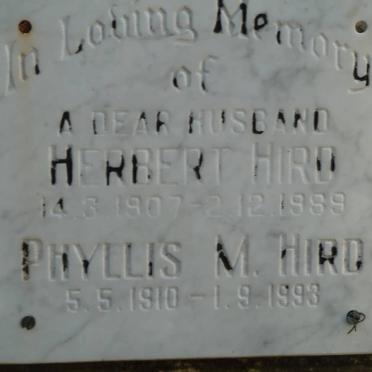 In Loving Memory
of
A DEAR HUSBAND
HERBERT HIRD
14.3.1907-2.12.1989
PHYLLIS M. HIRD
5.5.1910-1.9.1993